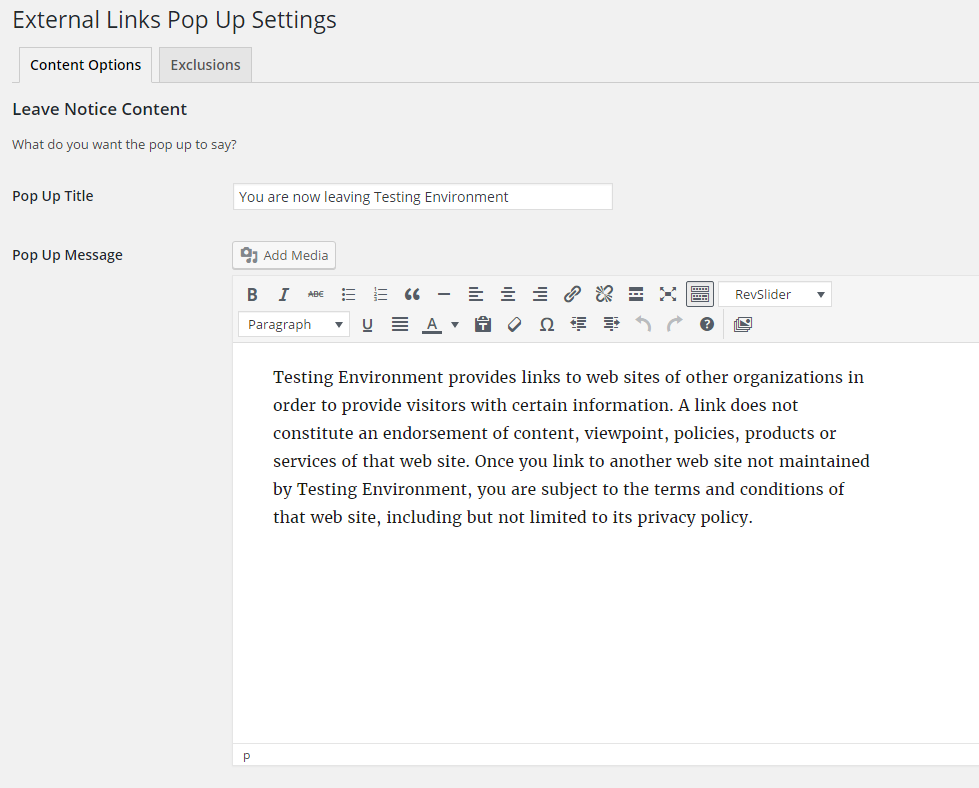 External Links Pop Up Settings
Content Options Exclusions
Leave Notice Content
What do you want the pop up to say?
Pop Up Title You are now leaving Testing Environment
Pop Up Message Add Media
B I ABC RevSlider
Paragraph U A Ω ?
Testing Environment provides links to web sites of other organizations in
order to provide visitors with certain information. A link does not
constitute an endorsement of content, viewpoint, policies, products or
services of that web site. Once you link to another web site not maintained
by Testing Environment, you are subject to the terms and conditions of
that web site, including but not limited to its privacy policy.
p